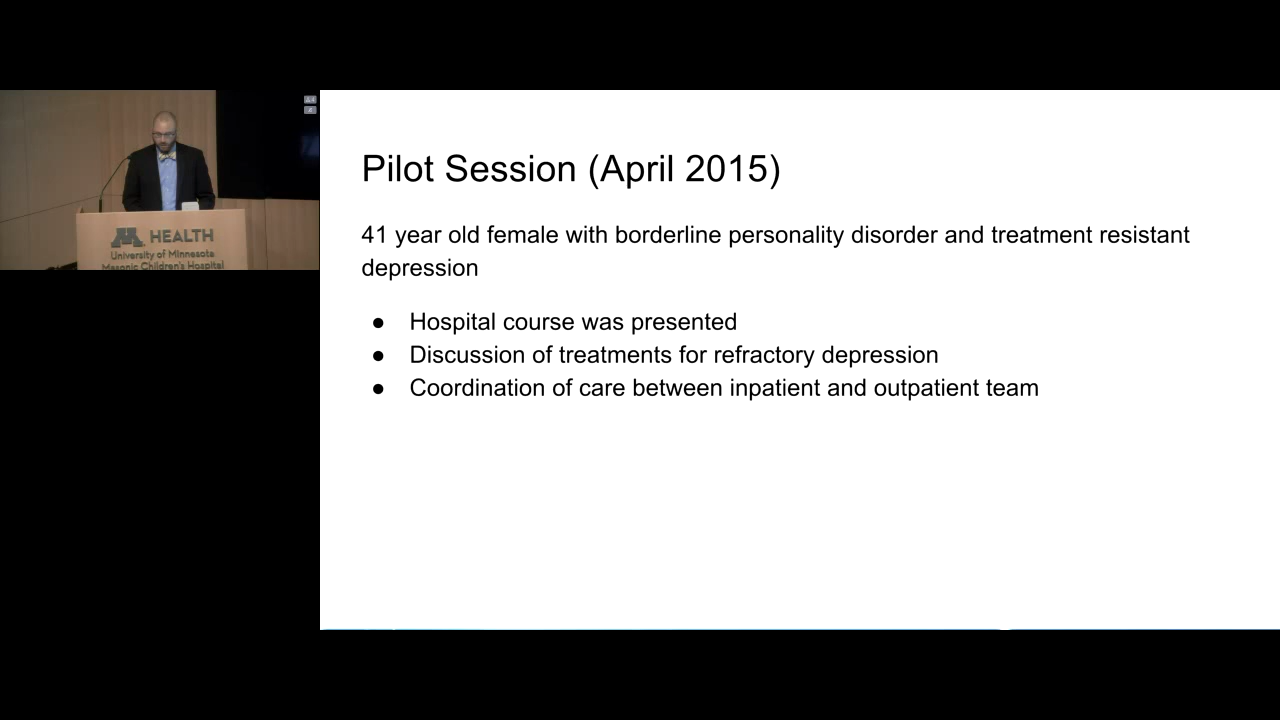 HEALTH
University of Minnesota
Masonic Children's Hospital
Pilot Session (April 2015)
41 year old female with borderline personality disorder and treatment resistant
depression
● Hospital course was presented
● Discussion of treatments for refractory depression
● Coordination of care between inpatient and outpatient team